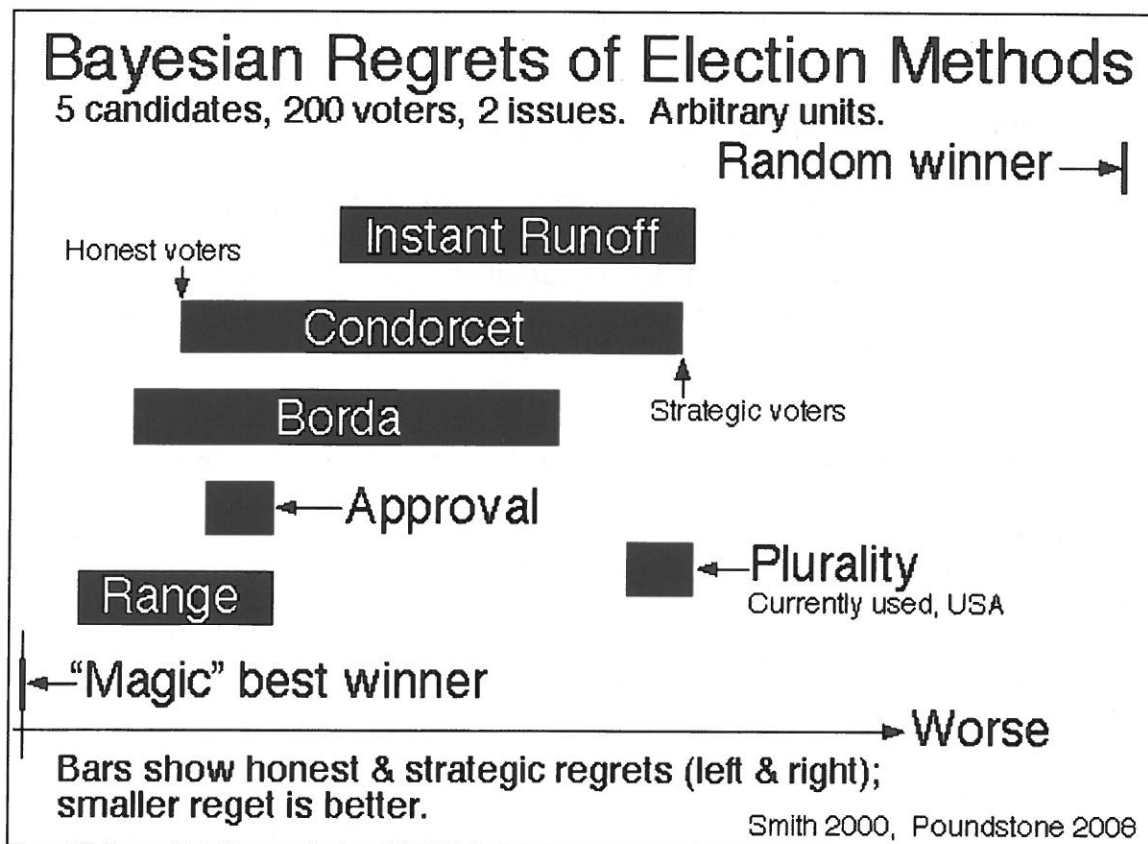 Bayesian Regrets of Election Methods
5 candidates, 200 voters, 2 issues. Arbitrary units.
Random winner
Instant Runoff
Honest voters
Condorcet
Strategic voters
Borda
Approval
Plurality
Currently used, USA
Range
“Magic” best winner
Worse
Bars show honest & strategic regrets (left & right);
smaller reget is better.
Smith 2000, Poundstone 2008